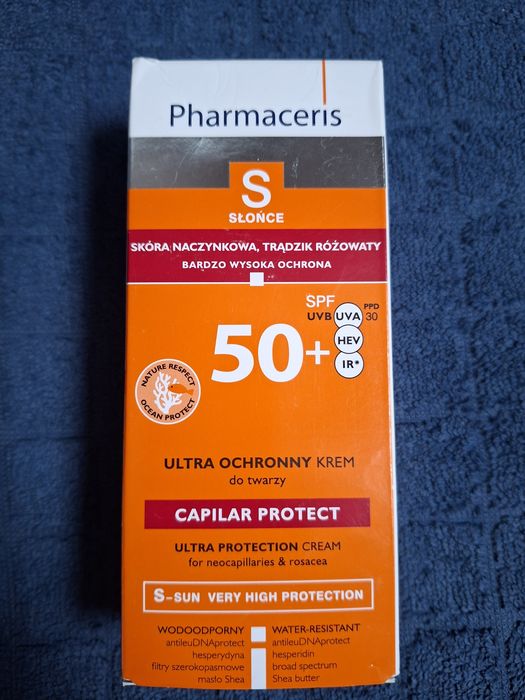 Pharmaceris
S
SŁOŃCE
SKÓRA NACZYNKOWA, TRĄDZIK RÓŻOWATY
BARDZO WYSOKA OCHRONA
SPF
UVB UVA PPD 30
50+
HEV
IR*
NATURE RESPECT
OCEAN PROTECT
ULTRA OCHRONNY KREM
do twarzy
CAPILAR PROTECT
ULTRA PROTECTION CREAM
for neocapillaries & rosacea
S-SUN VERY HIGH PROTECTION
WODOODPORNY
antileuDNAprotect
hesperydyna
filtry szerokopasmowe
masło Shea
WATER-RESISTANT
antileuDNAprotect
hesperidin
broad spectrum
Shea butter